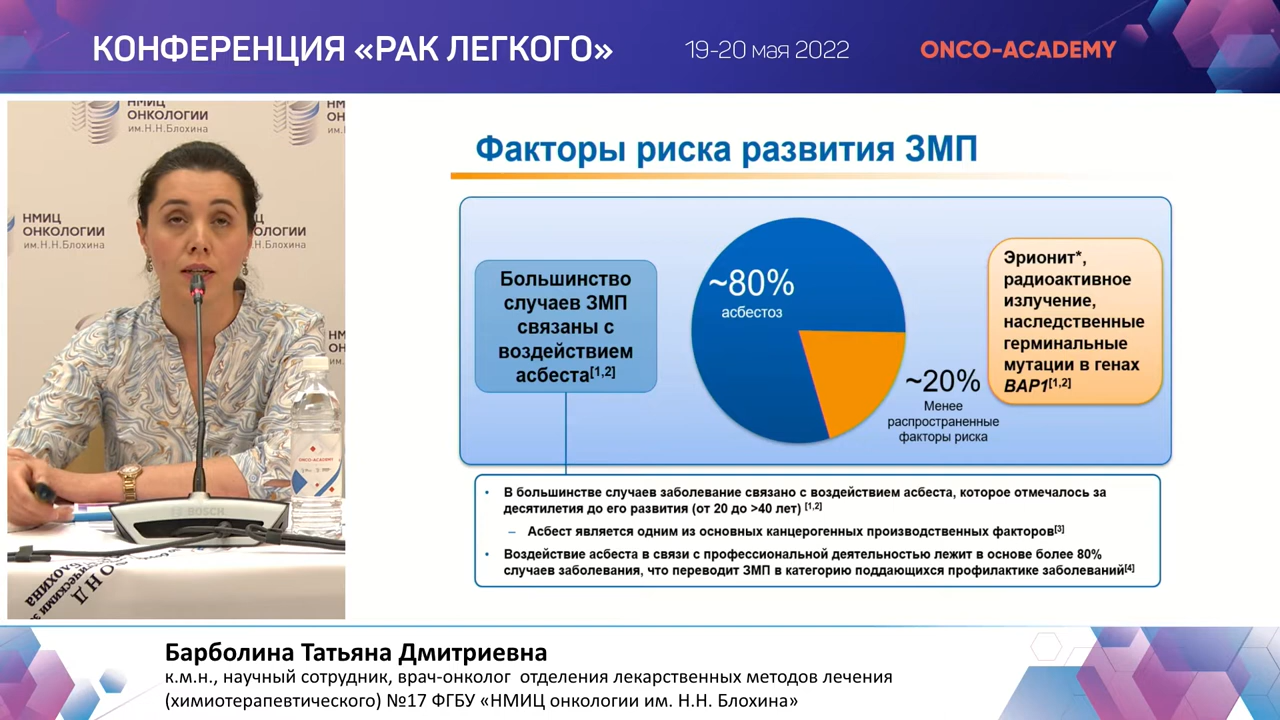 КОНФЕРЕНЦИЯ «РАК ЛЕГКОГО»
19-20 мая 2022
ONCO-ACADEMY
НМИЦ
ОНКОЛОГИИ
им.Н.Н.Блохина
НМИЦ
ОНКОЛОГИИ
им.Н.Н.Блохина
ONCO-ACADEMY
BOSCH
Факторы риска развития ЗМП
Большинство
случаев ЗМП
связаны с
воздействием
асбеста[1,2]
~80%
асбестоз
~20%
Менее
распространенные
факторы риска
Эрионит*,
радиоактивное
излучение,
наследственные
герминальные
мутации в генах
BAP1[1,2]
• В большинстве случаев заболевание связано с воздействием асбеста, которое отмечалось за
десятилетия до его развития (от 20 до >40 лет) [1,2]
– Асбест является одним из основных канцерогенных производственных факторов[3]
• Воздействие асбеста в связи с профессиональной деятельностью лежит в основе более 80%
случаев заболевания, что переводит ЗМП в категорию поддающихся профилактике заболеваний[4]
Барболина Татьяна Дмитриевна
к.м.н., научный сотрудник, врач-онколог отделения лекарственных методов лечения
(химиотерапевтического) №17 ФГБУ «НМИЦ онкологии им. Н.Н. Блохина»